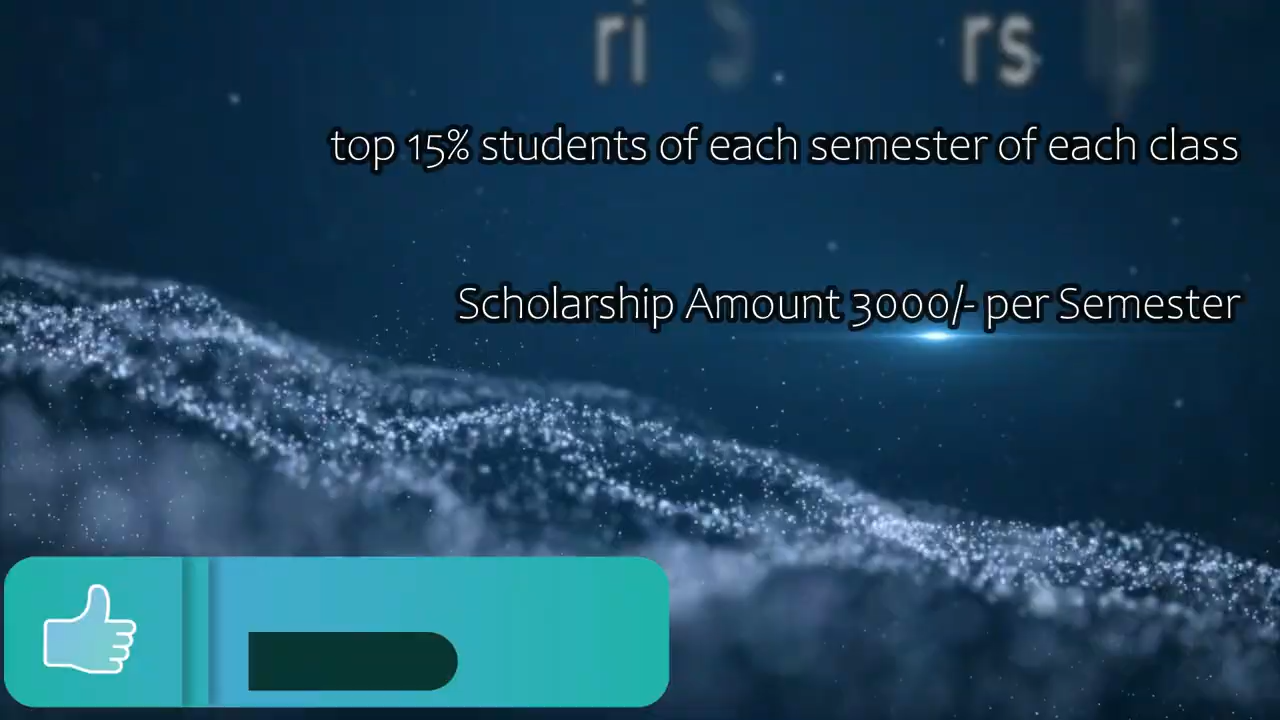 top 15% students of each semester of each class
Scholarship Amount 3000/- per Semester